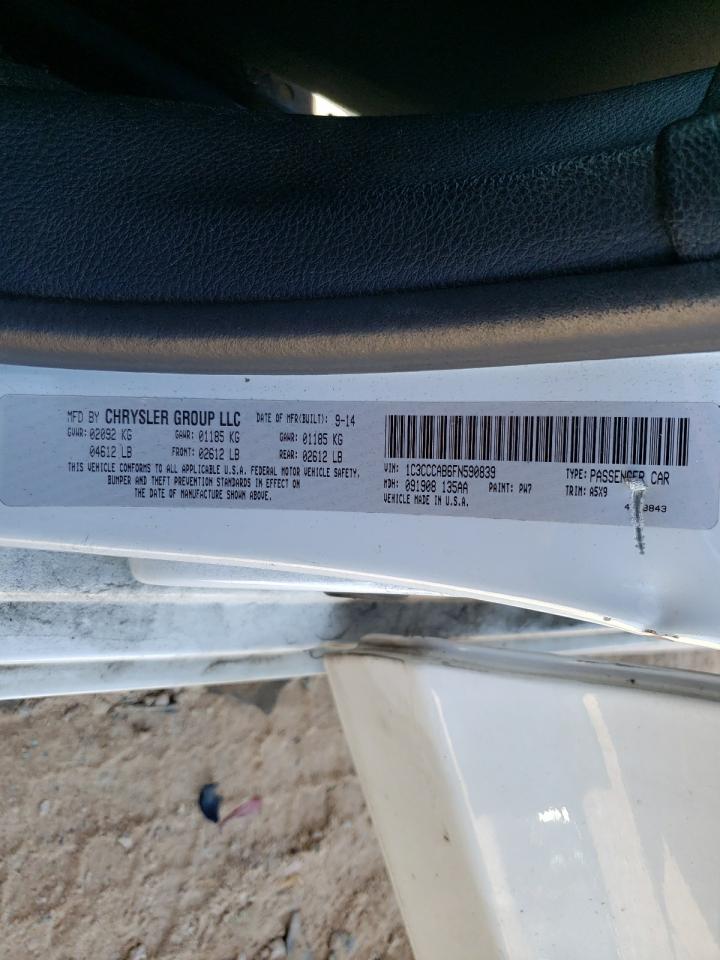 MFD BY CHRYSLER GROUP LLC DATE OF MFR(BUILT): 9-14
GVWR: 02092 KG GAWR: 01185 KG GAWR: 01185 KG
04612 LB FRONT: 02612 LB REAR: 02612 LB
THIS VEHICLE CONFORMS TO ALL APPLICABLE U.S.A. FEDERAL MOTOR VEHICLE SAFETY,
BUMPER AND THEFT PREVENTION STANDARDS IN EFFECT ON
THE DATE OF MANUFACTURE SHOWN ABOVE.
VIN: 1C3CCCAB6FN590839 TYPE: PASSENGER CAR
MDH: 091908 135AA PAINT: PW7 TRIM: A5X9
VEHICLE MADE IN U.S.A.